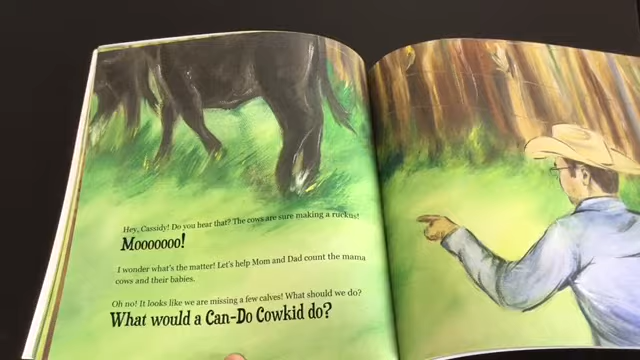 Hey, Cassidy! Do you hear that? The cows are sure making a ruckus!
Mooooooo!
I wonder what's the matter! Let's help Mom and Dad count the mama
cows and their babies.
Oh no! It looks like we are missing a few calves! What should we do?
What would a Can-Do Cowkid do?